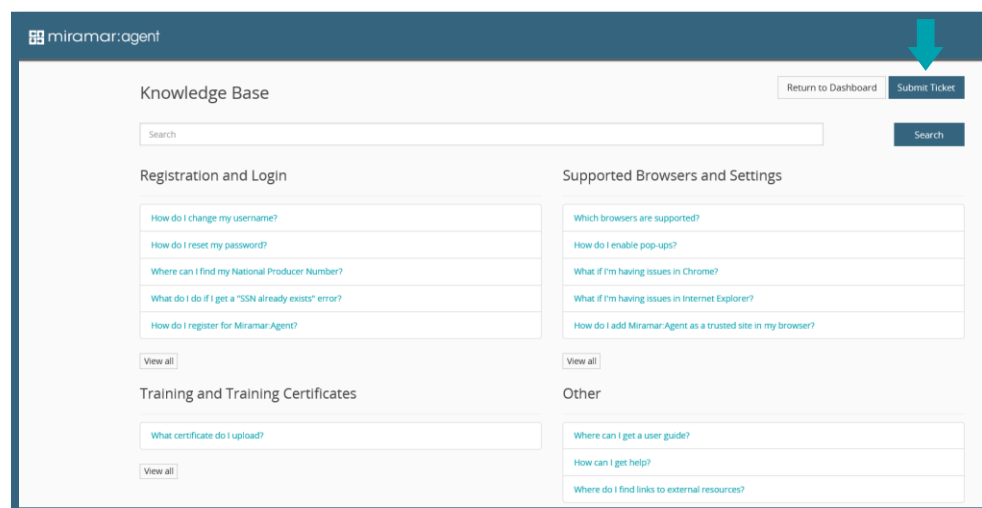 miramar:agent
Knowledge Base
Return to Dashboard
Submit Ticket
Search
Search
Registration and Login
How do I change my username?
How do I reset my password?
Where can I find my National Producer Number?
What do I do if I get a "SSN already exists" error?
How do I register for Miramar:Agent?
View all
Supported Browsers and Settings
Which browsers are supported?
How do I enable pop-ups?
What if I'm having issues in Chrome?
What if I'm having issues in Internet Explorer?
How do I add Miramar:Agent as a trusted site in my browser?
View all
Training and Training Certificates
What certificate do I upload?
View all
Other
Where can I get a user guide?
How can I get help?
Where do I find links to external resources?